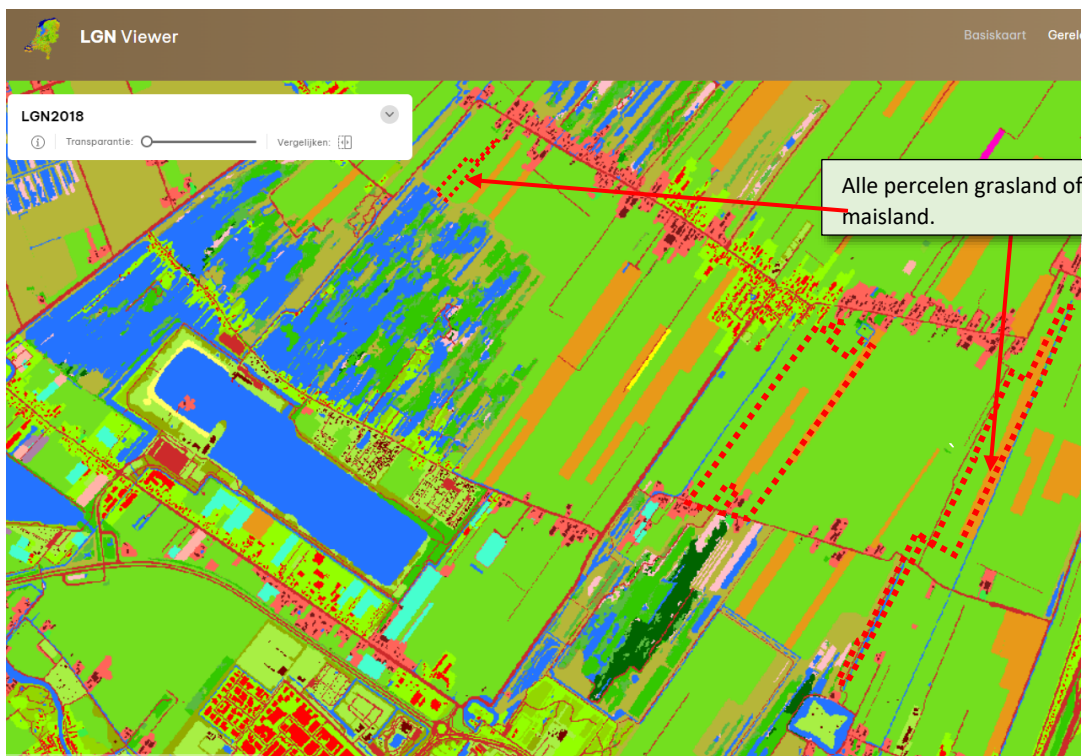 LGN Viewer
Basiskaart
LGN2018
Transparantie:
Vergelijken:
Alle percelen grasland of
maisland.